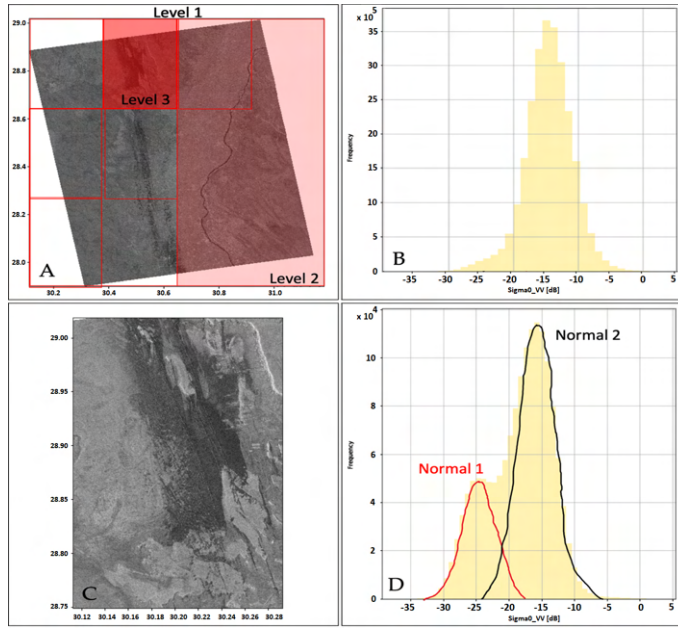 Level 1
29.0
28.8
28.6
28.4
28.2
28.0
Level 3
Level 2
A
30.2 30.4 30.6 30.8 31.0
x 10 5
35
30
25
20
15
10
5
0
Frequency
B
-35 -30 -25 -20 -15 -10 -5 0 5
Sigma0_VV [dB]
29.00
28.95
28.90
28.85
28.80
28.75
C
30.12 30.14 30.16 30.18 30.20 30.22 30.24 30.26 30.28
x 10 4
10
8
6
4
2
0
Frequency
Normal 2
Normal 1
D
-35 -30 -25 -20 -15 -10 -5 0 5
Sigma0_VV [dB]